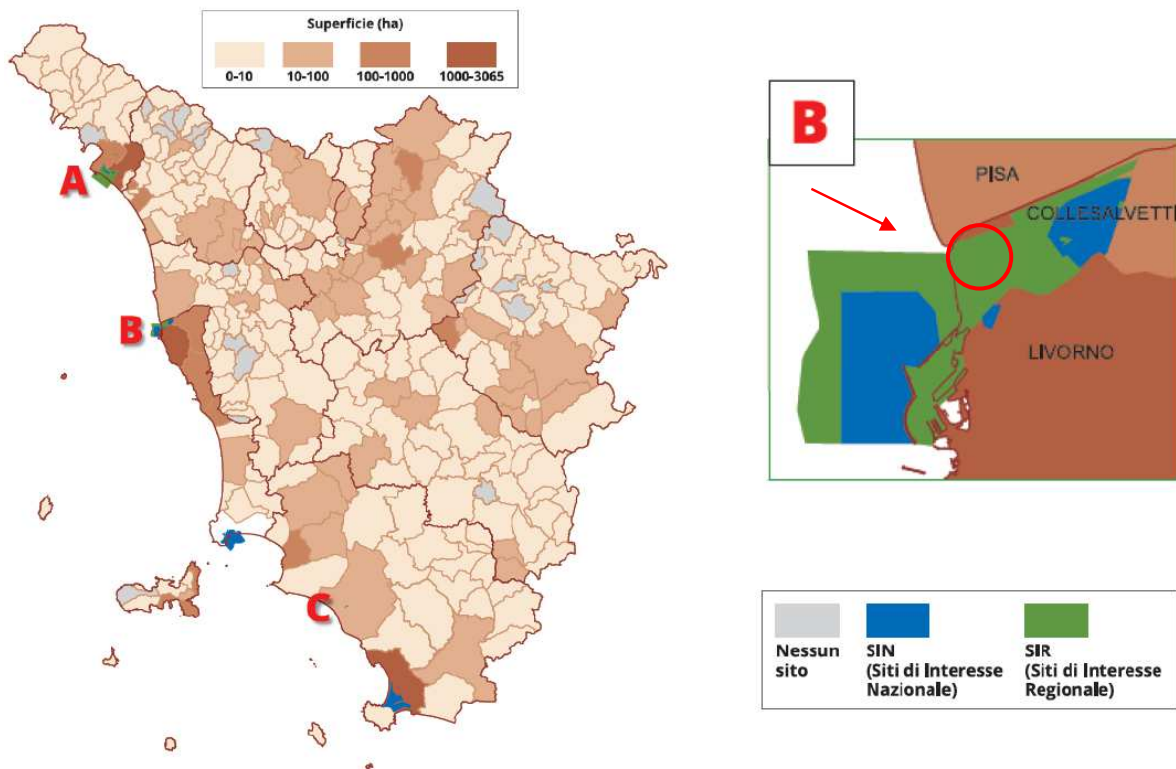 Superficie (ha)
0-10
10-100
100-1000
1000-3065
A
B
C
B
PISA
COLLESALVETTI
LIVORNO
Nessun
sito
SIN
(Siti di Interesse
Nazionale)
SIR
(Siti di Interesse
Regionale)